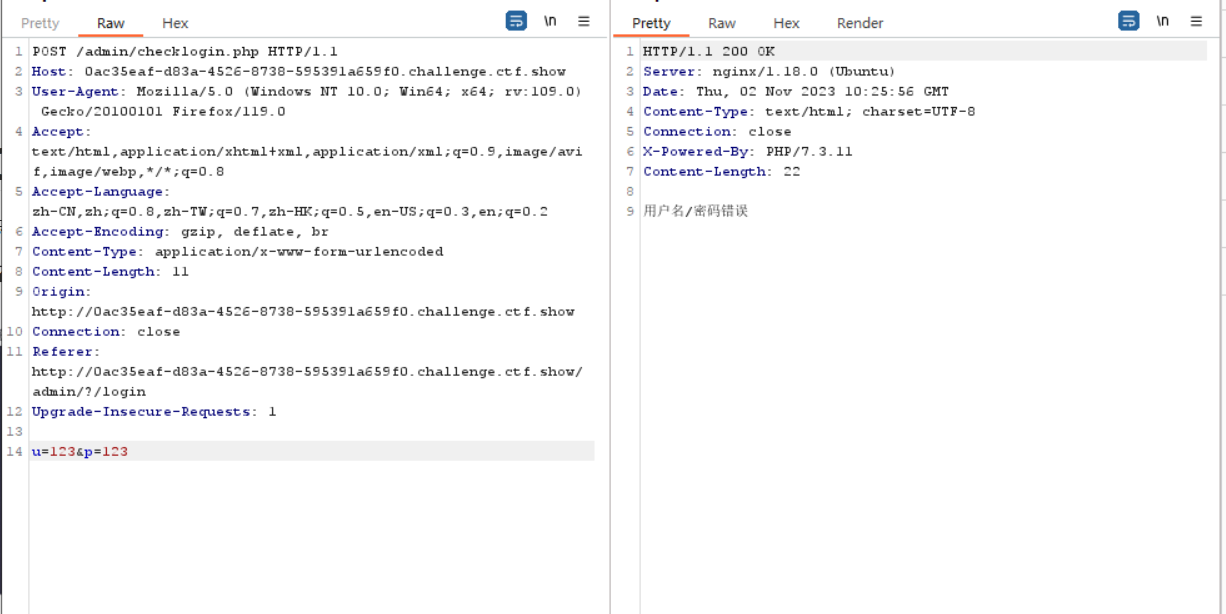 Pretty Raw Hex \n
1 POST /admin/checklogin.php HTTP/1.1
2 Host: 0ac35eaf-d83a-4526-8738-595391a659f0.challenge.ctf.show
3 User-Agent: Mozilla/5.0 (Windows NT 10.0; Win64; x64; rv:109.0)
Gecko/20100101 Firefox/119.0
4 Accept:
text/html,application/xhtml+xml,application/xml;q=0.9,image/avi
f,image/webp,*/*;q=0.8
5 Accept-Language:
zh-CN,zh;q=0.8,zh-TW;q=0.7,zh-HK;q=0.5,en-US;q=0.3,en;q=0.2
6 Accept-Encoding: gzip, deflate, br
7 Content-Type: application/x-www-form-urlencoded
8 Content-Length: 11
9 Origin:
http://0ac35eaf-d83a-4526-8738-595391a659f0.challenge.ctf.show
10 Connection: close
11 Referer:
http://0ac35eaf-d83a-4526-8738-595391a659f0.challenge.ctf.show/
admin/?/login
12 Upgrade-Insecure-Requests: 1
13
14 u=123&p=123
Pretty Raw Hex Render \n
1 HTTP/1.1 200 OK
2 Server: nginx/1.18.0 (Ubuntu)
3 Date: Thu, 02 Nov 2023 10:25:56 GMT
4 Content-Type: text/html; charset=UTF-8
5 Connection: close
6 X-Powered-By: PHP/7.3.11
7 Content-Length: 22
8
9 用户名/密码错误